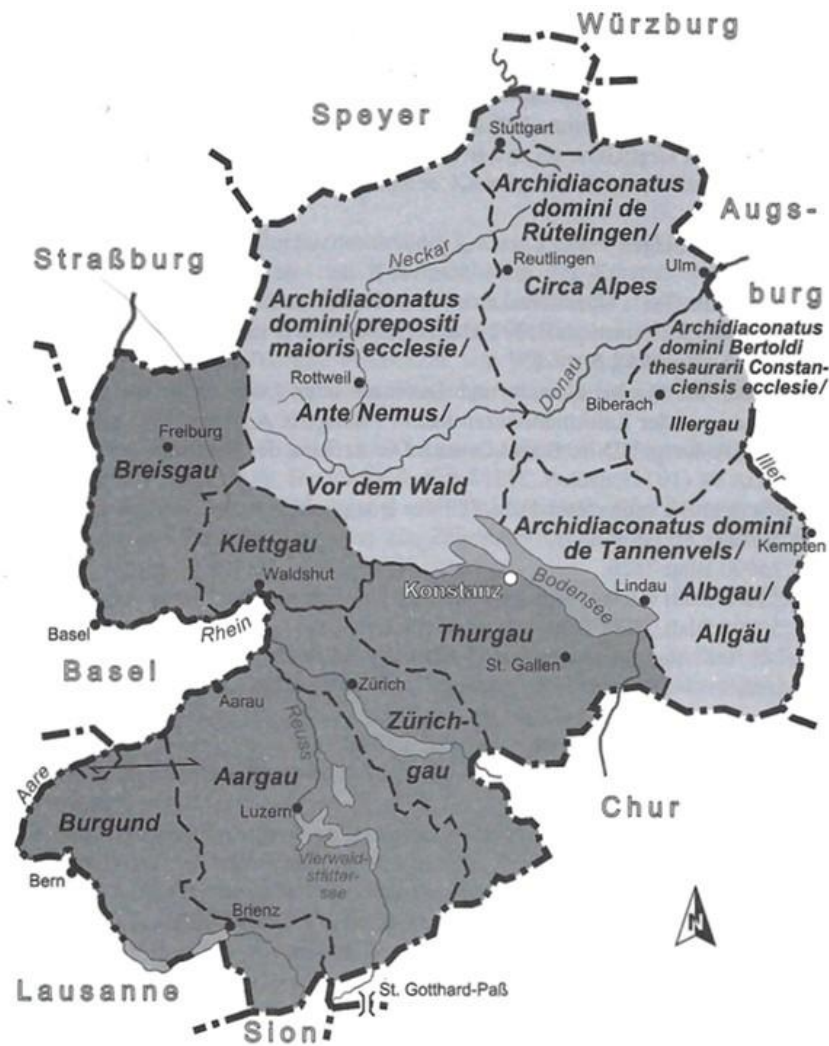 Würzburg
Speyer
Stuttgart
Archidiaconatus
domini de
Rútelingen/
Augs-
Straßburg
Neckar
Reutlingen
Ulm
Circa Alpes
burg
Archidiaconatus
domini prepositi
maioris ecclesie/
Archidiaconatus
domini Bertoldi
thesaurarii Constan-
ciensis ecclesie/
Rottweil
Donau
Biberach
Ante Nemus/
Illergau
Freiburg
Breisgau
Iller
Vor dem Wald
Klettgau
Archidiaconatus domini
de Tannenvels/
Kempten
Waldshut
Konstanz
Bodensee
Lindau
Albgau/
Basel
Rhein
Thurgau
Allgäu
Basel
St. Gallen
Zürich
Aarau
Zürich-
Reuss
Aargau
gau
Aare
Chur
Burgund
Luzern
Bern
Vierwald-
stätter-
see
Brienz
N
Lausanne
St. Gotthard-Paß
Sion